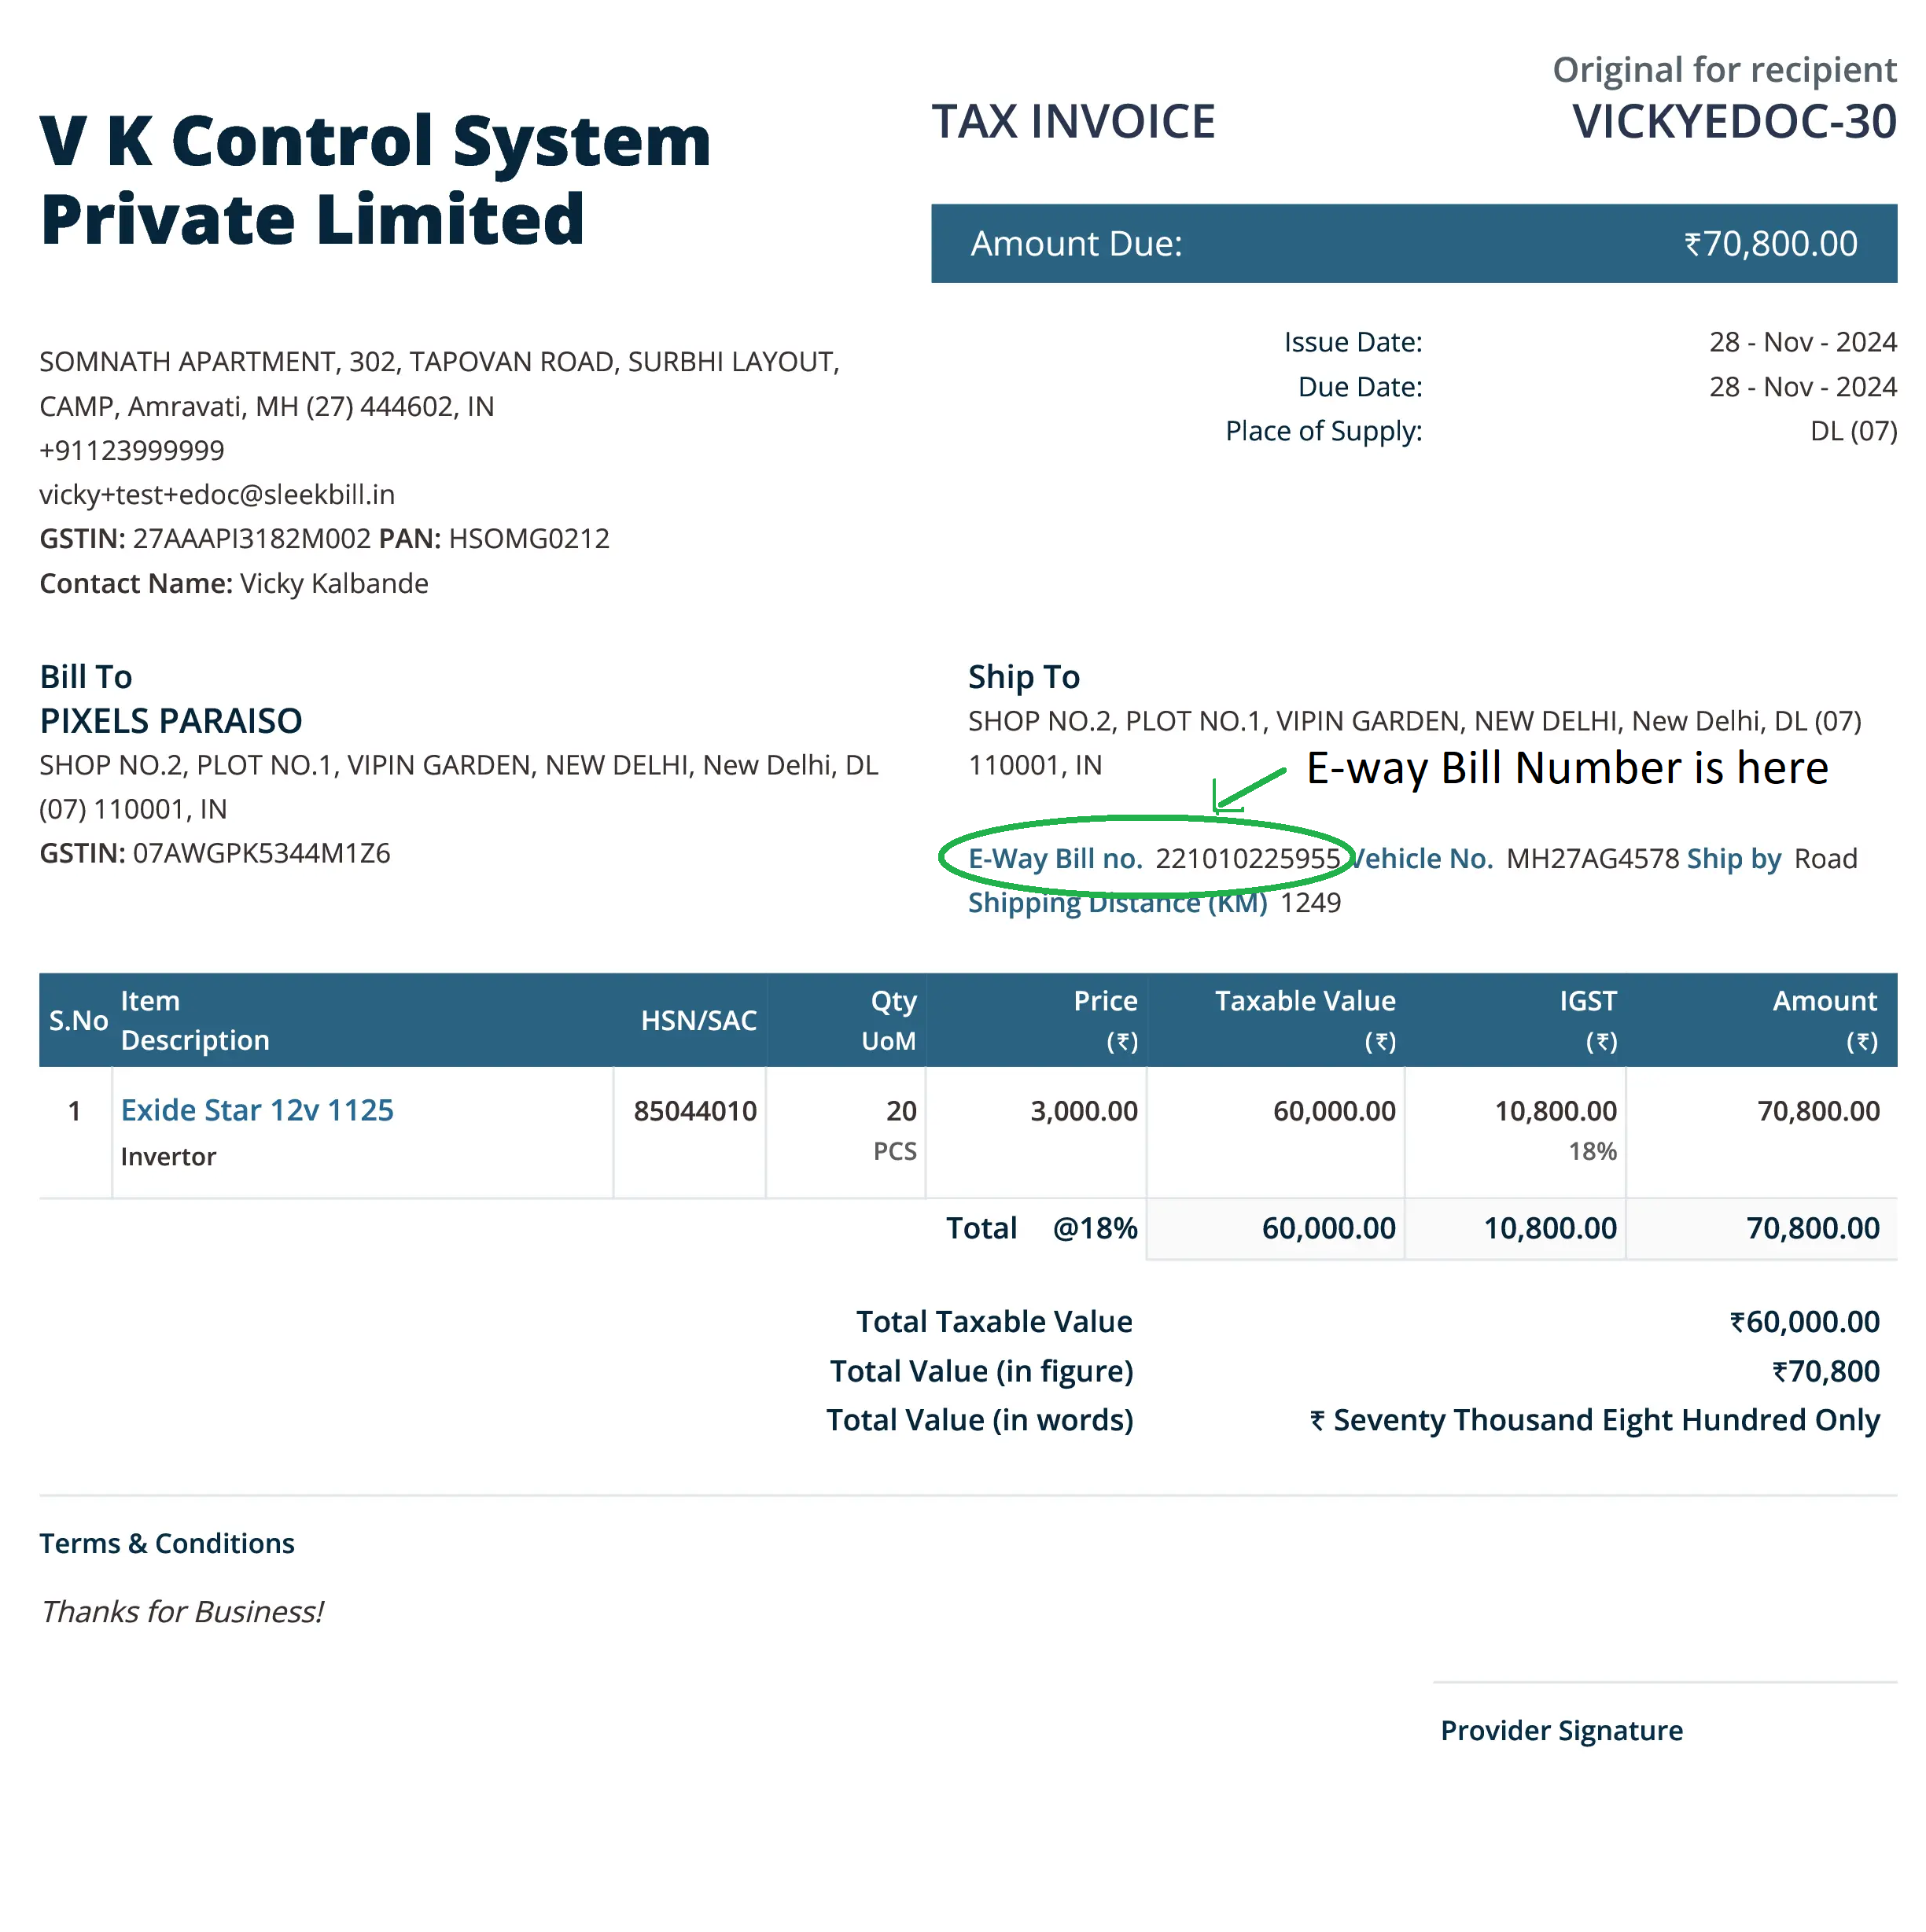 Original for recipient
V K Control System
Private Limited
TAX INVOICE VICKYEDOC-30
Amount Due: ₹70,800.00
SOMNATH APARTMENT, 302, TAPOVAN ROAD, SURBHI LAYOUT,
CAMP, Amravati, MH (27) 444602, IN
+91123999999
vicky+test+edoc@sleekbill.in
GSTIN: 27AAAPI3182M002 PAN: HSOMG0212
Contact Name: Vicky Kalbande
Issue Date: 28 - Nov - 2024
Due Date: 28 - Nov - 2024
Place of Supply: DL (07)
Bill To
PIXELS PARAISO
SHOP NO.2, PLOT NO.1, VIPIN GARDEN, NEW DELHI, New Delhi, DL
(07) 110001, IN
GSTIN: 07AWGPK5344M1Z6
Ship To
SHOP NO.2, PLOT NO.1, VIPIN GARDEN, NEW DELHI, New Delhi, DL (07)
110001, IN
E-way Bill Number is here
E-Way Bill no. 221010225955 Vehicle No. MH27AG4578 Ship by Road
Shipping Distance (KM) 1249
S.No Item Description HSN/SAC Qty UoM Price (₹) Taxable Value (₹) IGST (₹) Amount (₹)
1 Exide Star 12v 1125 85044010 20 3,000.00 60,000.00 10,800.00 70,800.00
Invertor PCS 18%
Total @18% 60,000.00 10,800.00 70,800.00
Total Taxable Value ₹60,000.00
Total Value (in figure) ₹70,800
Total Value (in words) ₹ Seventy Thousand Eight Hundred Only
Terms & Conditions
Thanks for Business!
Provider Signature